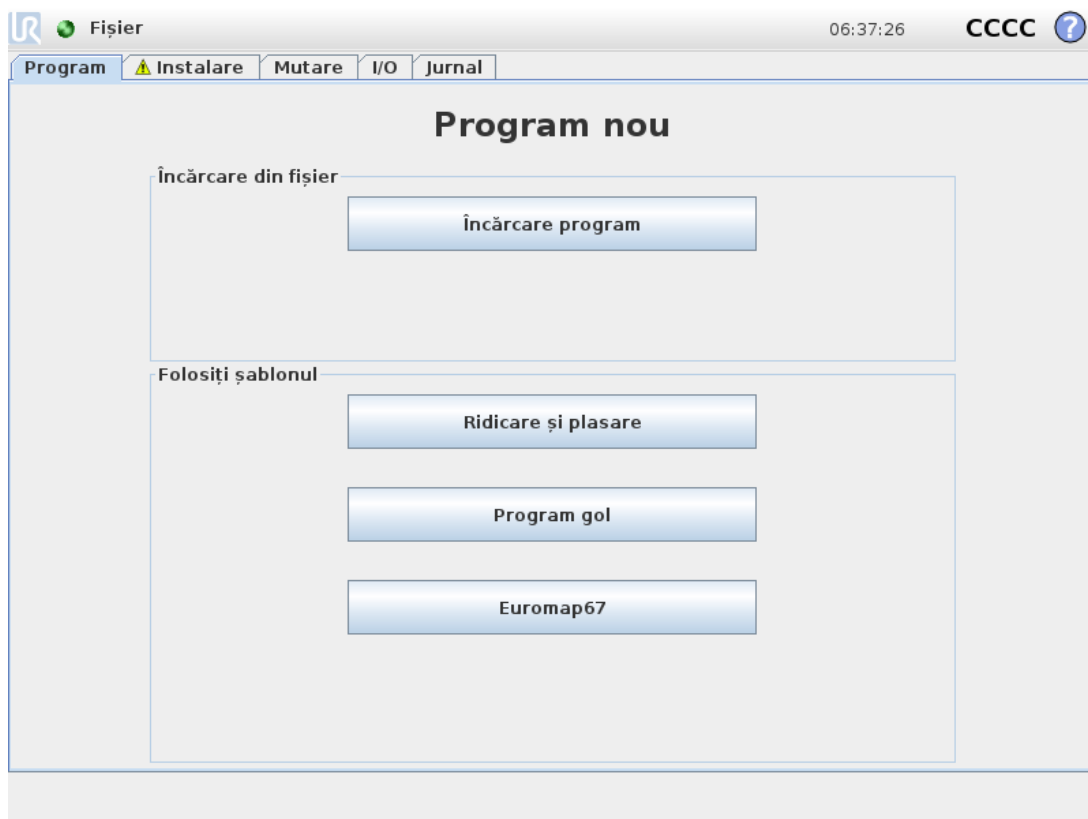 UR Fișier 06:37:26 CCCC ?
Program Instalare Mutare I/O Jurnal
Program nou
Încărcare din fișier
Încărcare program
Folosiți șablonul
Ridicare și plasare
Program gol
Euromap67